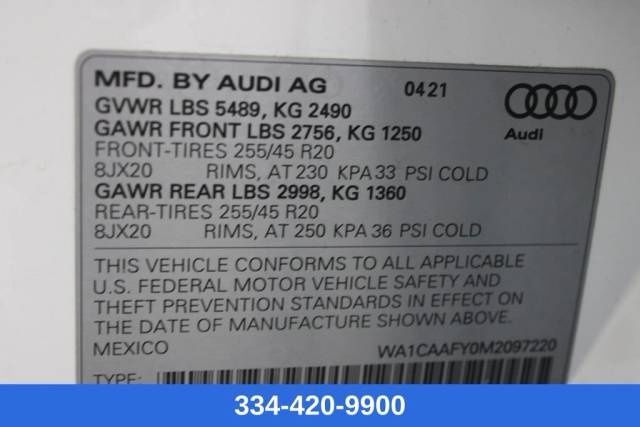 MFD. BY AUDI AG 0421
GVWR LBS 5489, KG 2490
GAWR FRONT LBS 2756, KG 1250
Audi
FRONT-TIRES 255/45 R20
8JX20 RIMS, AT 230 KPA 33 PSI COLD
GAWR REAR LBS 2998, KG 1360
REAR-TIRES 255/45 R20
8JX20 RIMS, AT 250 KPA 36 PSI COLD
THIS VEHICLE CONFORMS TO ALL APPLICABLE
U.S. FEDERAL MOTOR VEHICLE SAFETY AND
THEFT PREVENTION STANDARDS IN EFFECT ON
THE DATE OF MANUFACTURE SHOWN ABOVE.
MEXICO WA1CAAFY0M2097220
TYPE:
334-420-9900